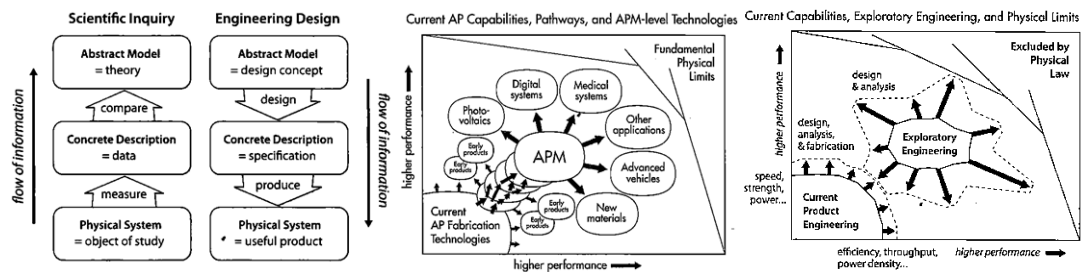 Scientific Inquiry
Abstract Model
= theory
compare
Concrete Description
= data
measure
Physical System
= object of study
flow of information
Engineering Design
Abstract Model
= design concept
design
Concrete Description
= specification
produce
Physical System
= useful product
flow of information
Current AP Capabilities, Pathways, and APM-level Technologies
Fundamental
Physical
Limits
Digital
systems
Medical
systems
Photo-
voltaics
Other
applications
Early
products
Early
products
APM
Advanced
vehicles
Early
products
Early
products
New
materials
Current
AP Fabrication
Technologies
higher performance
higher performance
Current Capabilities, Exploratory Engineering, and Physical Limits
Excluded by
Physical
Law
design
& analysis
design,
analysis,
& fabrication
Exploratory
Engineering
higher performance
speed,
strength,
power...
Current
Product
Engineering
efficiency, throughput,
power density...
higher performance